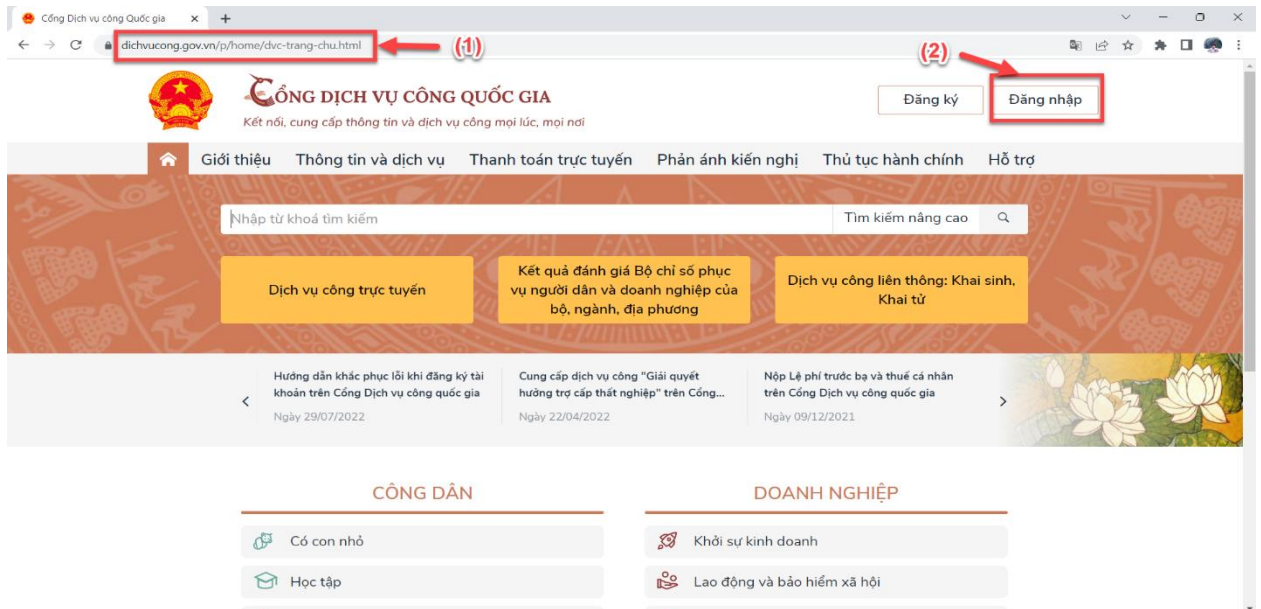 Cổng Dịch vụ công Quốc gia
dichvucong.gov.vn/p/home/dvc-trang-chu.html
(1)
(2)
CỔNG DỊCH VỤ CÔNG QUỐC GIA
Kết nối, cung cấp thông tin và dịch vụ công mọi lúc, mọi nơi
Đăng ký
Đăng nhập
Giới thiệu Thông tin và dịch vụ Thanh toán trực tuyến Phản ánh kiến nghị Thủ tục hành chính Hỗ trợ
Nhập từ khoá tìm kiếm
Tìm kiếm nâng cao
Dịch vụ công trực tuyến
Kết quả đánh giá Bộ chỉ số phục
vụ người dân và doanh nghiệp của
bộ, ngành, địa phương
Dịch vụ công liên thông: Khai sinh,
Khai tử
Hướng dẫn khắc phục lỗi khi đăng ký tài
khoản trên Cổng Dịch vụ công quốc gia
Ngày 29/07/2022
Cung cấp dịch vụ công "Giải quyết
hưởng trợ cấp thất nghiệp" trên Cổng...
Ngày 22/04/2022
Nộp Lệ phí trước bạ và thuế cá nhân
trên Cổng Dịch vụ công quốc gia
Ngày 09/12/2021
CÔNG DÂN
Có con nhỏ
Học tập
DOANH NGHIỆP
Khởi sự kinh doanh
Lao động và bảo hiểm xã hội